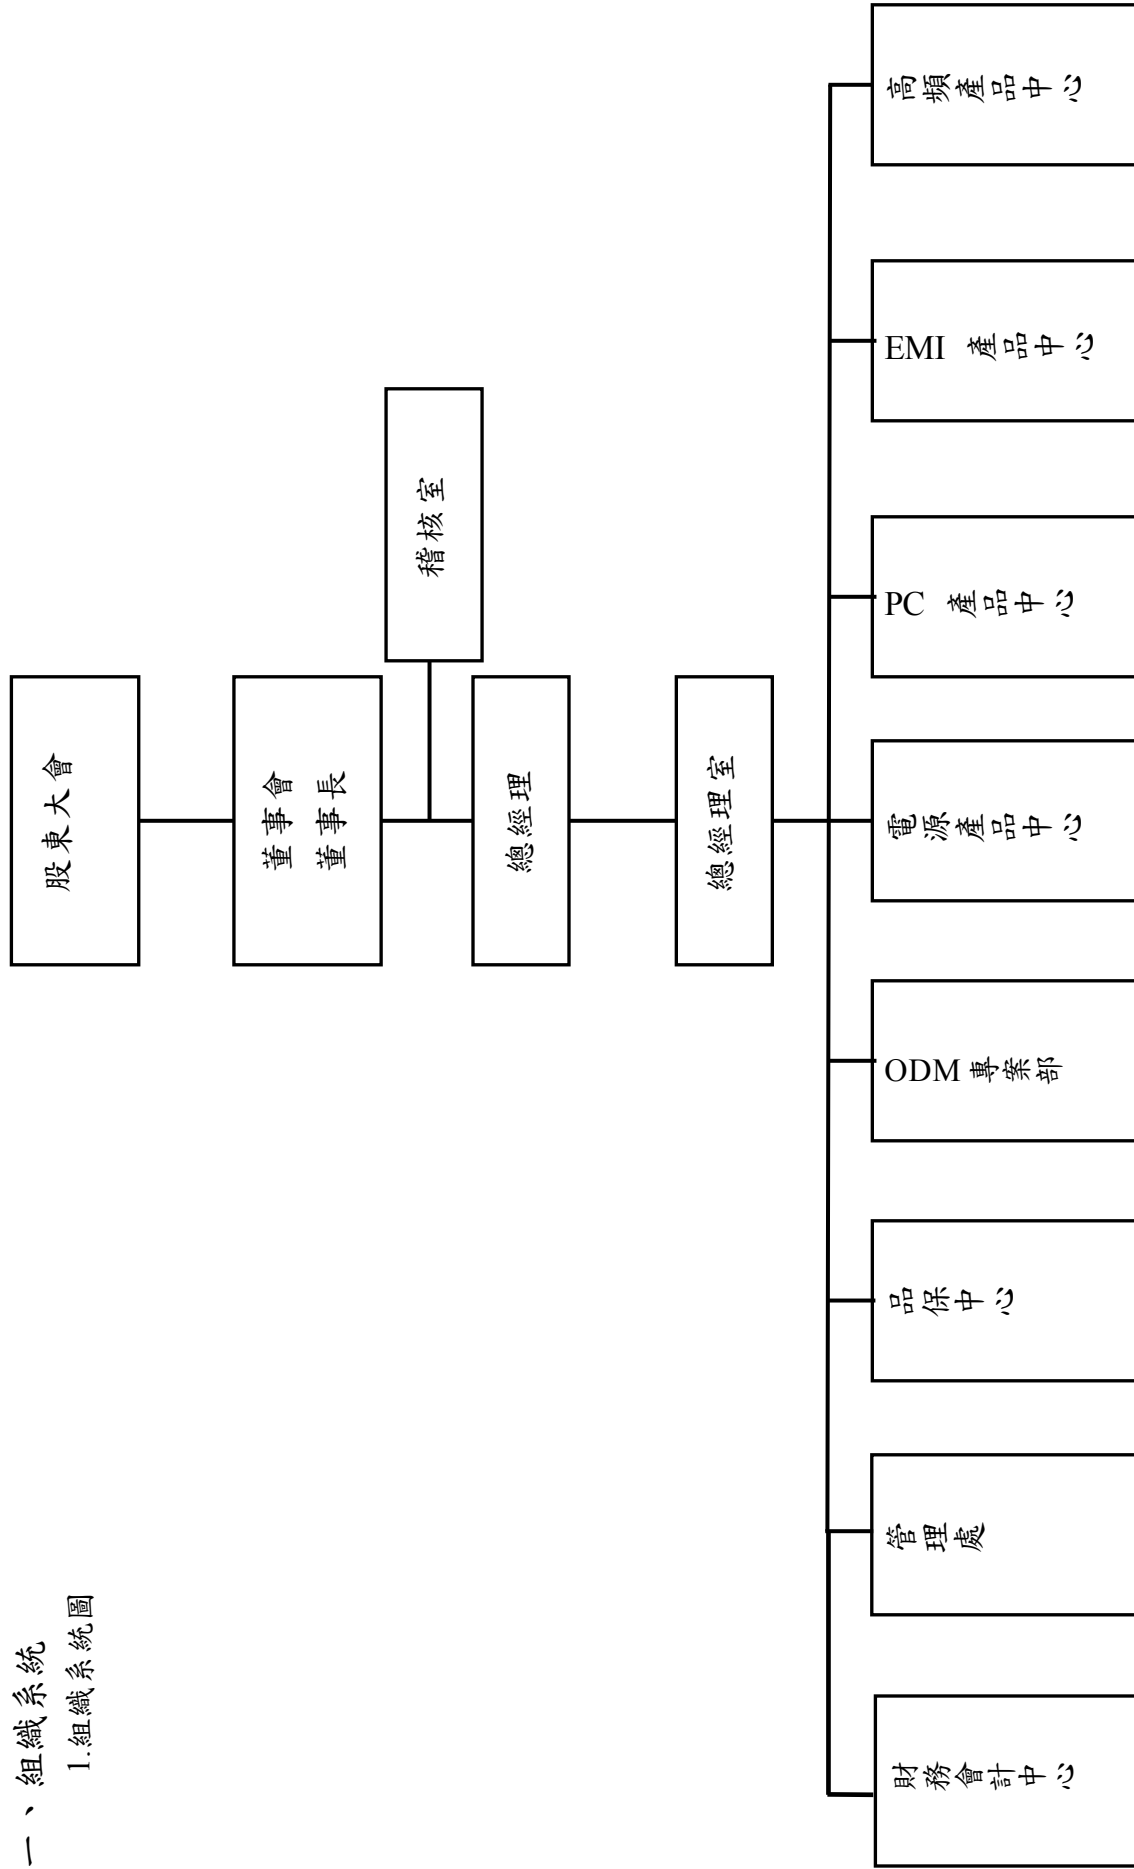 一、組織系統
1.組織系統圖
股東大會
董事會
董事長
稽核室
總經理
總經理室
財務會計中心
管理處
品保中心
ODM 專案部
電源產品中心
PC 產品中心
EMI 產品中心
高頻產品中心